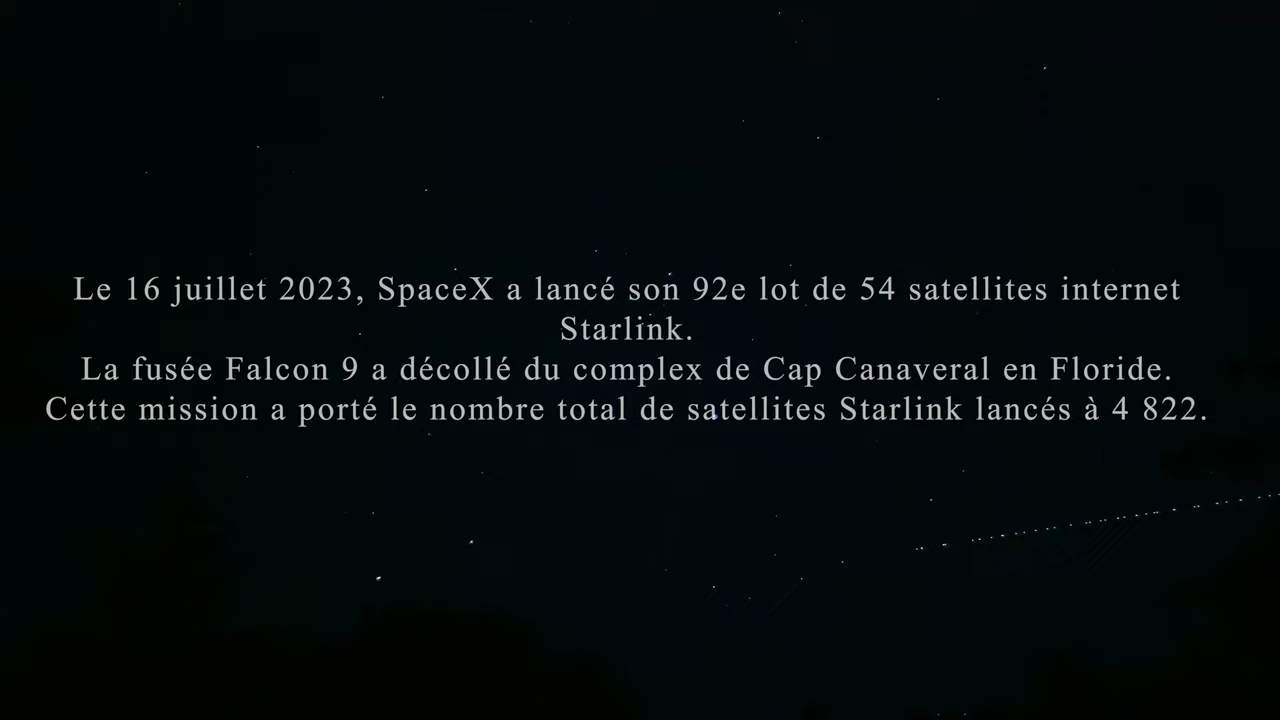 Le 16 juillet 2023, SpaceX a lancé son 92e lot de 54 satellites internet
Starlink.
La fusée Falcon 9 a décollé du complex de Cap Canaveral en Floride.
Cette mission a porté le nombre total de satellites Starlink lancés à 4 822.